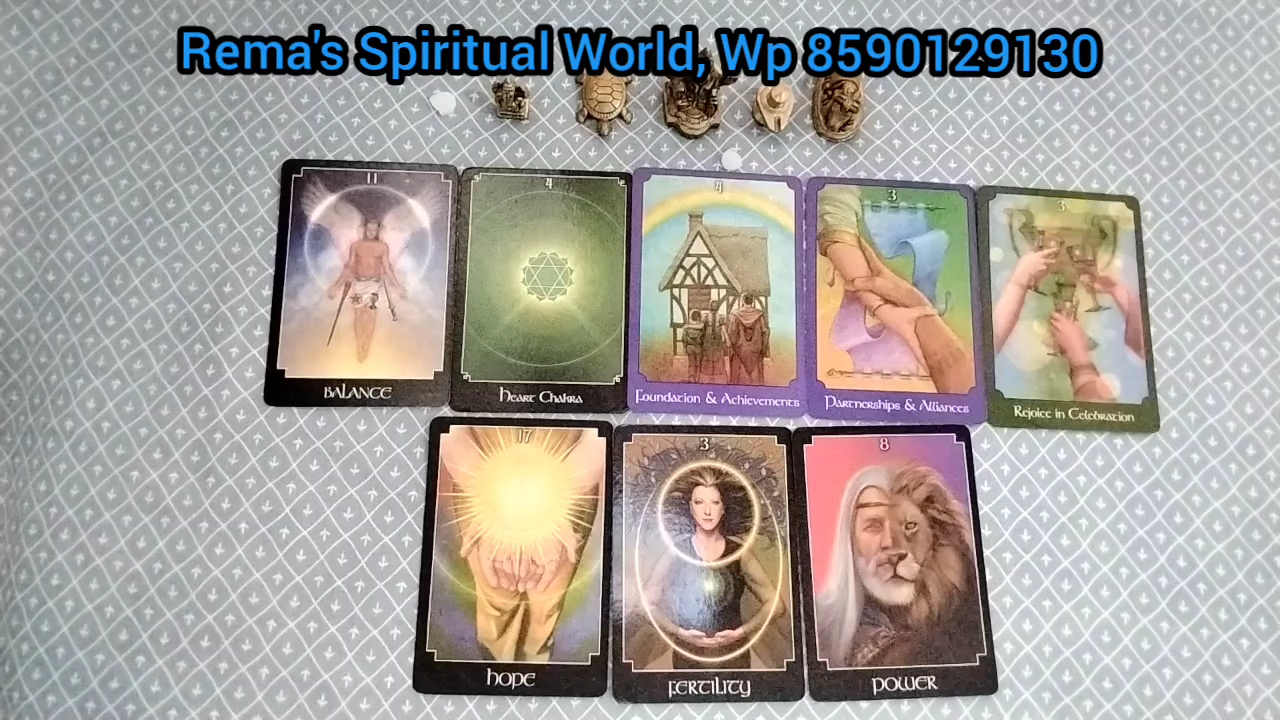 Rema's Spiritual World, Wp 8590129130
11
BALANCE
4
Heart Chakra
4
Foundation & Achievements
3
Partnerships & Alliances
3
Rejoice in Celebration
17
HOPE
3
FERTILITY
8
POWER